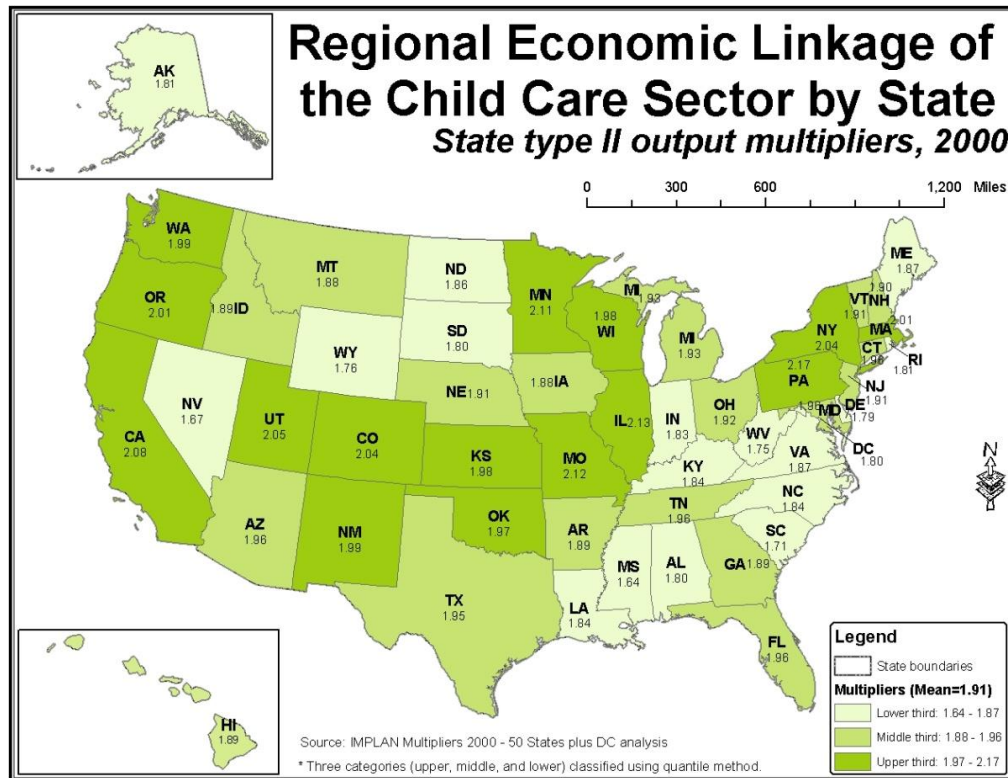 Regional Economic Linkage of
the Child Care Sector by State
State type II output multipliers, 2000
0 300 600 1,200 Miles
AK
1.81
WA
1.99
OR
2.01
CA
2.08
NV
1.67
1.89 ID
MT
1.88
WY
1.76
UT
2.05
CO
2.04
AZ
1.96
NM
1.99
ND
1.86
SD
1.80
NE 1.91
KS
1.98
OK
1.97
TX
1.95
MN
2.11
1.88 IA
MO
2.12
AR
1.89
LA
1.84
1.98
WI
IL 2.13
MI
1.93
MI
1.93
IN
1.83
OH
1.92
KY
1.84
TN
1.96
MS
1.64
AL
1.80
GA 1.89
FL
1.96
SC
1.71
NC
1.84
VA
1.87
WV
1.75
2.17
PA
NY
2.04
ME
1.87
1.90
VT NH
1.91
2.01
MA
CT
1.96
RI
1.81
NJ
1.91
DE
1.79
MD
DC
1.80
HI
1.89
N
Legend
State boundaries
Multipliers (Mean=1.91)
Lower third: 1.64 - 1.87
Middle third: 1.88 - 1.96
Upper third: 1.97 - 2.17
Source: IMPLAN Multipliers 2000 - 50 States plus DC analysis
* Three categories (upper, middle, and lower) classified using quantile method.